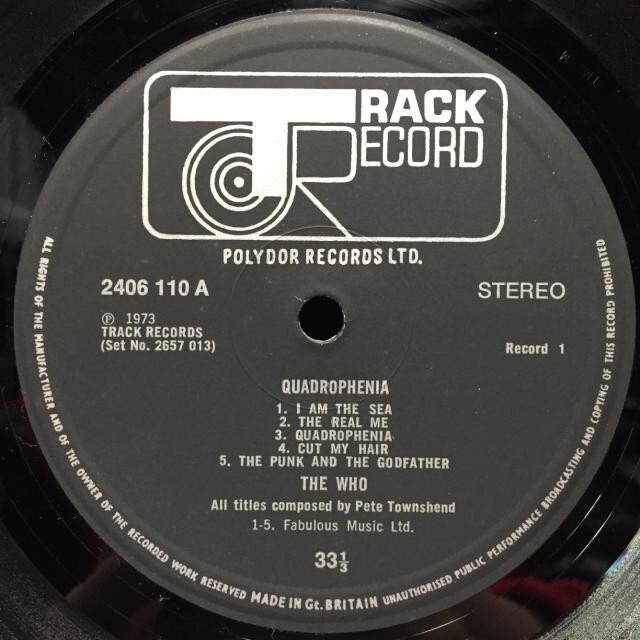 TRACK
RECORD
POLYDOR RECORDS LTD.
2406 110 A
STEREO
℗ 1973
TRACK RECORDS
(Set No. 2657 013)
Record 1
QUADROPHENIA
1. I AM THE SEA
2. THE REAL ME
3. QUADROPHENIA
4. CUT MY HAIR
5. THE PUNK AND THE GODFATHER
THE WHO
All titles composed by Pete Townshend
1-5. Fabulous Music Ltd.
33⅓
ALL RIGHTS OF THE MANUFACTURER AND OF THE OWNER OF THE RECORDED WORK RESERVED MADE IN Gt. BRITAIN UNAUTHORISED PUBLIC PERFORMANCE BROADCASTING AND COPYING OF THIS RECORD PROHIBITED